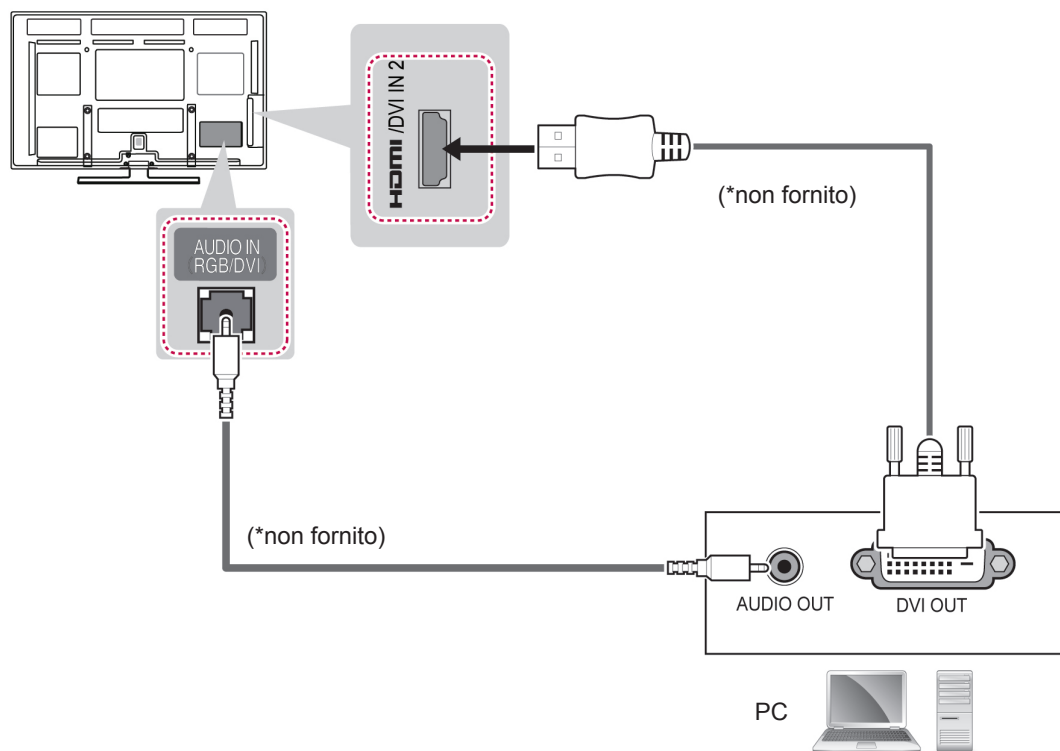 HDMI /DVI IN 2
(*non fornito)
AUDIO IN
(RGB/DVI)
(*non fornito)
AUDIO OUT
DVI OUT
PC